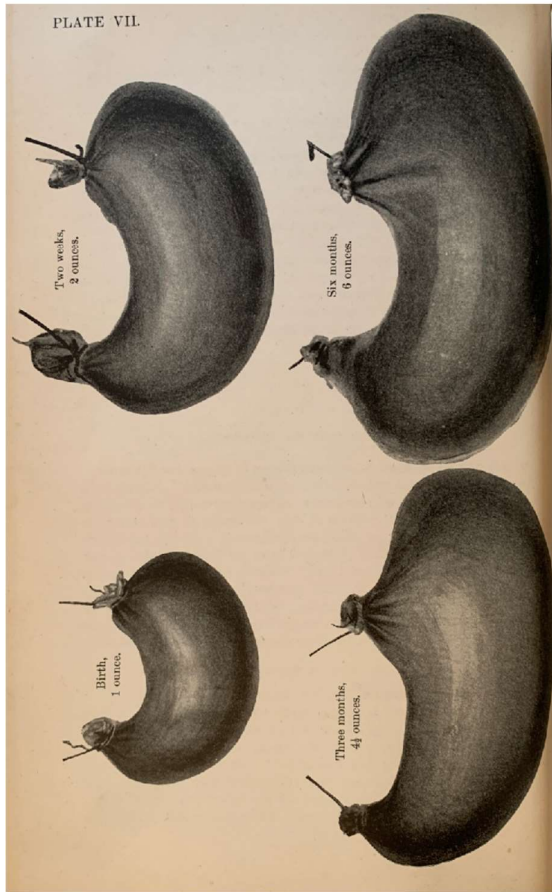 PLATE VII.
Two weeks,
2 ounces.
Six months,
6 ounces.
Birth,
1 ounce.
Three months,
4½ ounces.